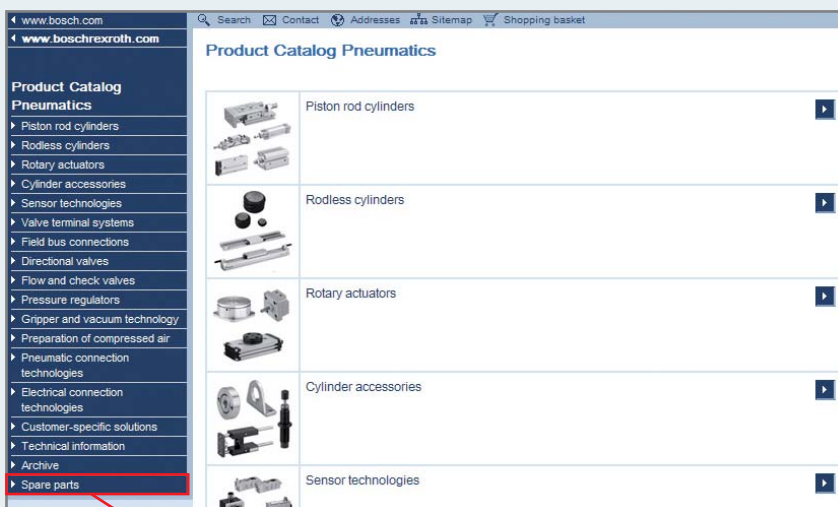 www.bosch.com
www.boschrexroth.com
Search Contact Addresses Sitemap Shopping basket
Product Catalog
Pneumatics
Piston rod cylinders
Rodless cylinders
Rotary actuators
Cylinder accessories
Sensor technologies
Valve terminal systems
Field bus connections
Directional valves
Flow and check valves
Pressure regulators
Gripper and vacuum technology
Preparation of compressed air
Pneumatic connection
technologies
Electrical connection
technologies
Customer-specific solutions
Technical information
Archive
Spare parts
Product Catalog Pneumatics
Piston rod cylinders
Rodless cylinders
Rotary actuators
Cylinder accessories
Sensor technologies